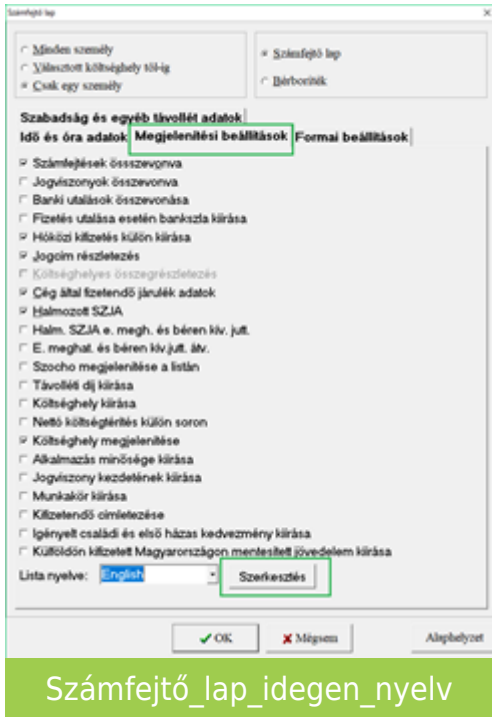 Számfejtő lap
Minden személy
Választott költséghely tól-ig
Csak egy személy
Számfejtő lap
Bérboríték
Szabadság és egyéb távollét adatok
Idő és óra adatok Megjelenítési beállítások Formai beállítások
Számfejtések össszevonva
Jogviszonyok összevonva
Banki utalások összevonása
Fizetés utalása esetén bankszla kiírása
Hóközi kifizetés külön kiírása
Jogcím részletezés
Költséghelyes összegrészletezés
Cég által fizetendő járulék adatok
Halmozott SZJA
Halm. SZJA e. megh. és béren kív. jutt.
E. meghat. és béren kív.jutt. átv.
Szocho megjelenítése a listán
Távolléti díj kiírása
Költséghely kiírása
Nettó költségtérítés külön soron
Költséghely megjelenítése
Alkalmazás minősége kiírása
Jogviszony kezdetének kiírása
Munkakör kiírása
Kifizetendő címletezése
Igényelt családi és első házas kedvezmény kiírása
Külföldön kifizetett Magyarországon mentesített jövedelem kiírása
Lista nyelve: English Szerkesztés
OK Mégsem Alaphelyzet
Számfejtő_lap_idegen_nyelv